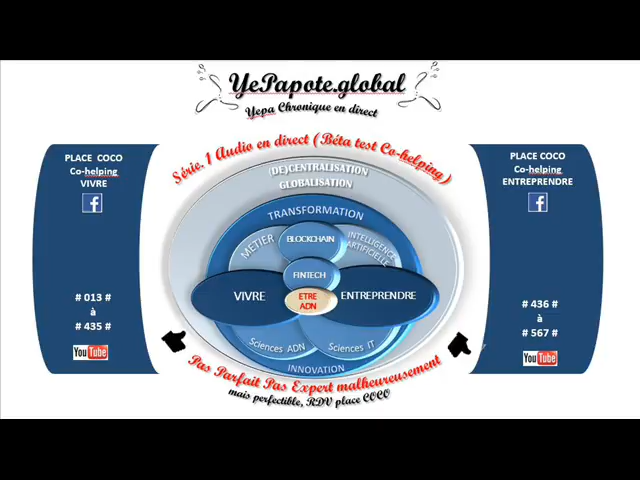 YePapote.global
Yepa Chronique en direct
Série. 1 Audio en direct (Béta test Co-helping)
PLACE COCO
Co-helping
VIVRE
# 013 #
à
# 435 #
YouTube
(DE)CENTRALISATION
GLOBALISATION
TRANSFORMATION
METIER
BLOCKCHAIN
INTELLIGENCE
ARTIFICIELLE
FINTECH
VIVRE
ETRE
ADN
ENTREPRENDRE
Sciences ADN
Sciences IT
INNOVATION
PLACE COCO
Co-helping
ENTREPRENDRE
# 436 #
à
# 567 #
YouTube
Pas Parfait Pas Expert malheureusement
mais perfectible, RDV place COCO